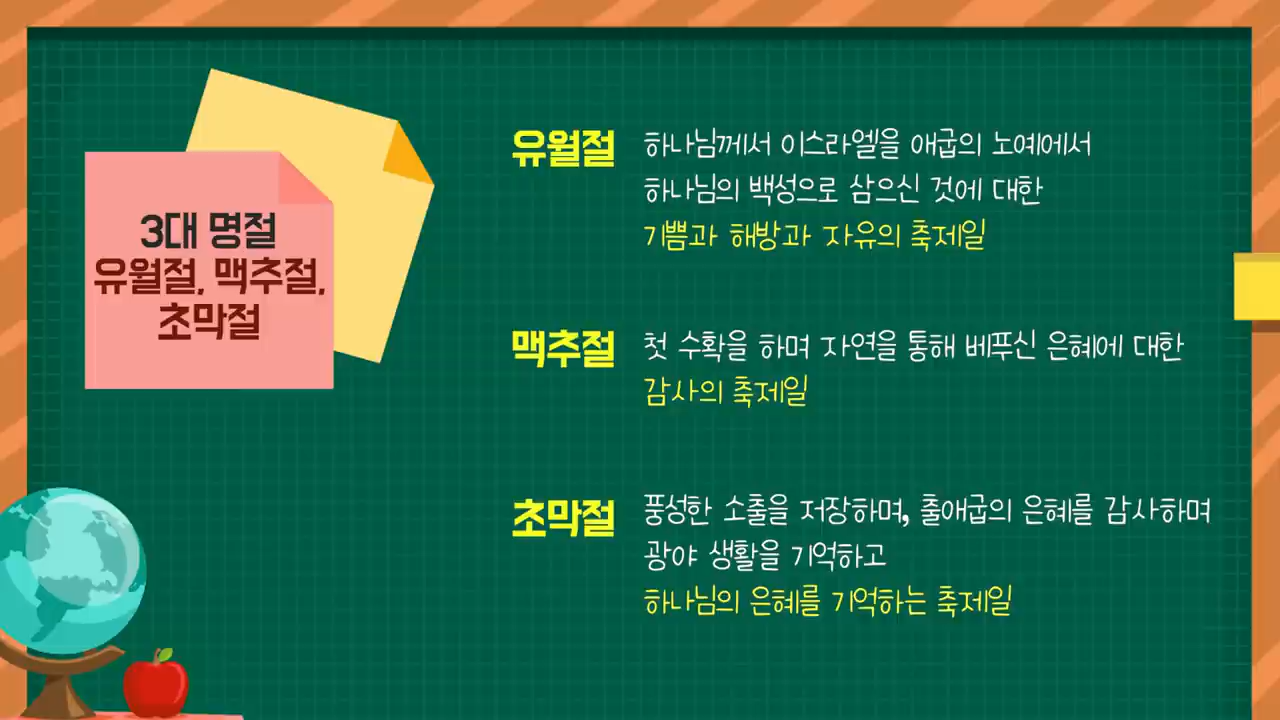 3대 명절
유월절, 맥추절,
초막절
유월절
하나님께서 이스라엘을 애굽의 노예에서
하나님의 백성으로 삼으신 것에 대한
기쁨과 해방과 자유의 축제일
맥추절
첫 수확을 하며 자연을 통해 베푸신 은혜에 대한
감사의 축제일
초막절
풍성한 소출을 저장하며, 출애굽의 은혜를 감사하며
광야 생활을 기억하고
하나님의 은혜를 기억하는 축제일